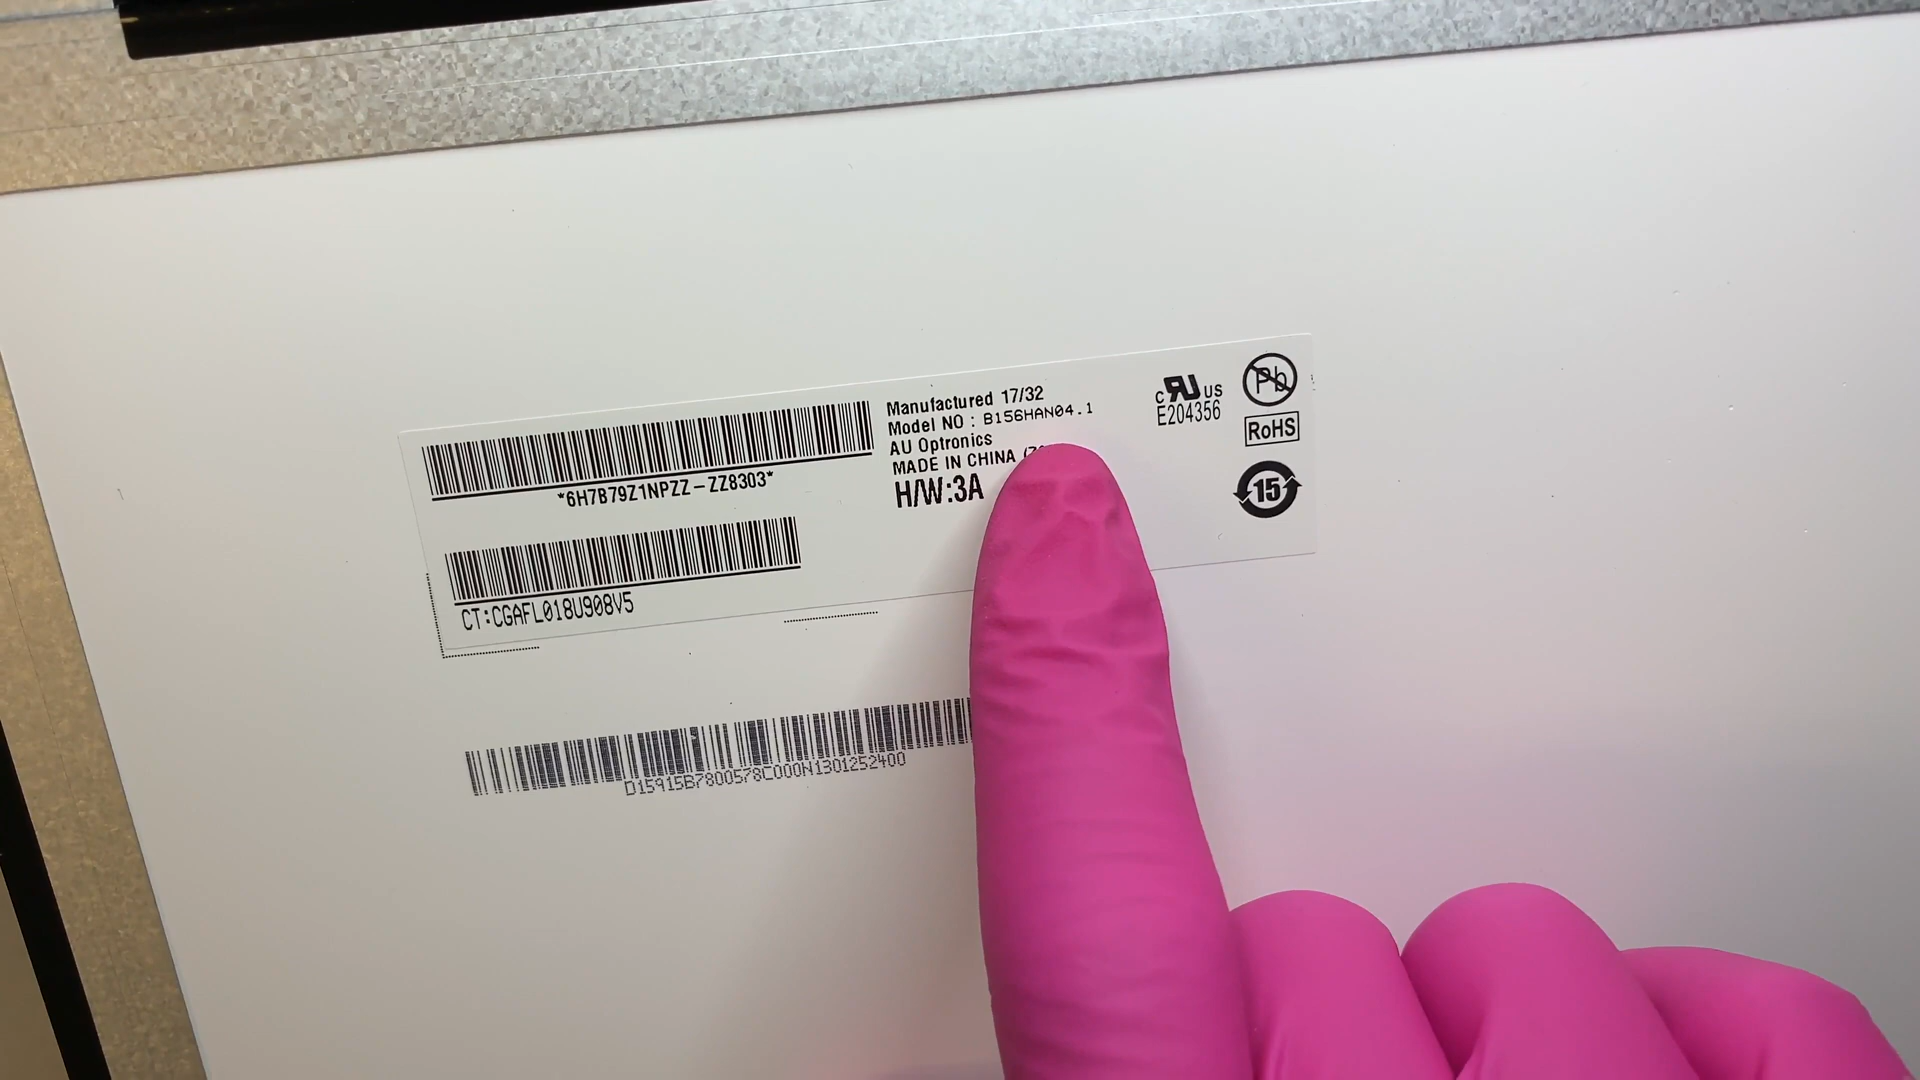 Manufactured 17/32
Model NO : B156HAN04.1
AU Optronics
MADE IN CHINA
H/W:3A
*6H7B79Z1NPZZ-ZZ8303*
CT:CGAFL018U908V5
c RU US
E204356
Pb
RoHS
15
D15915B7800578C000N1301252400